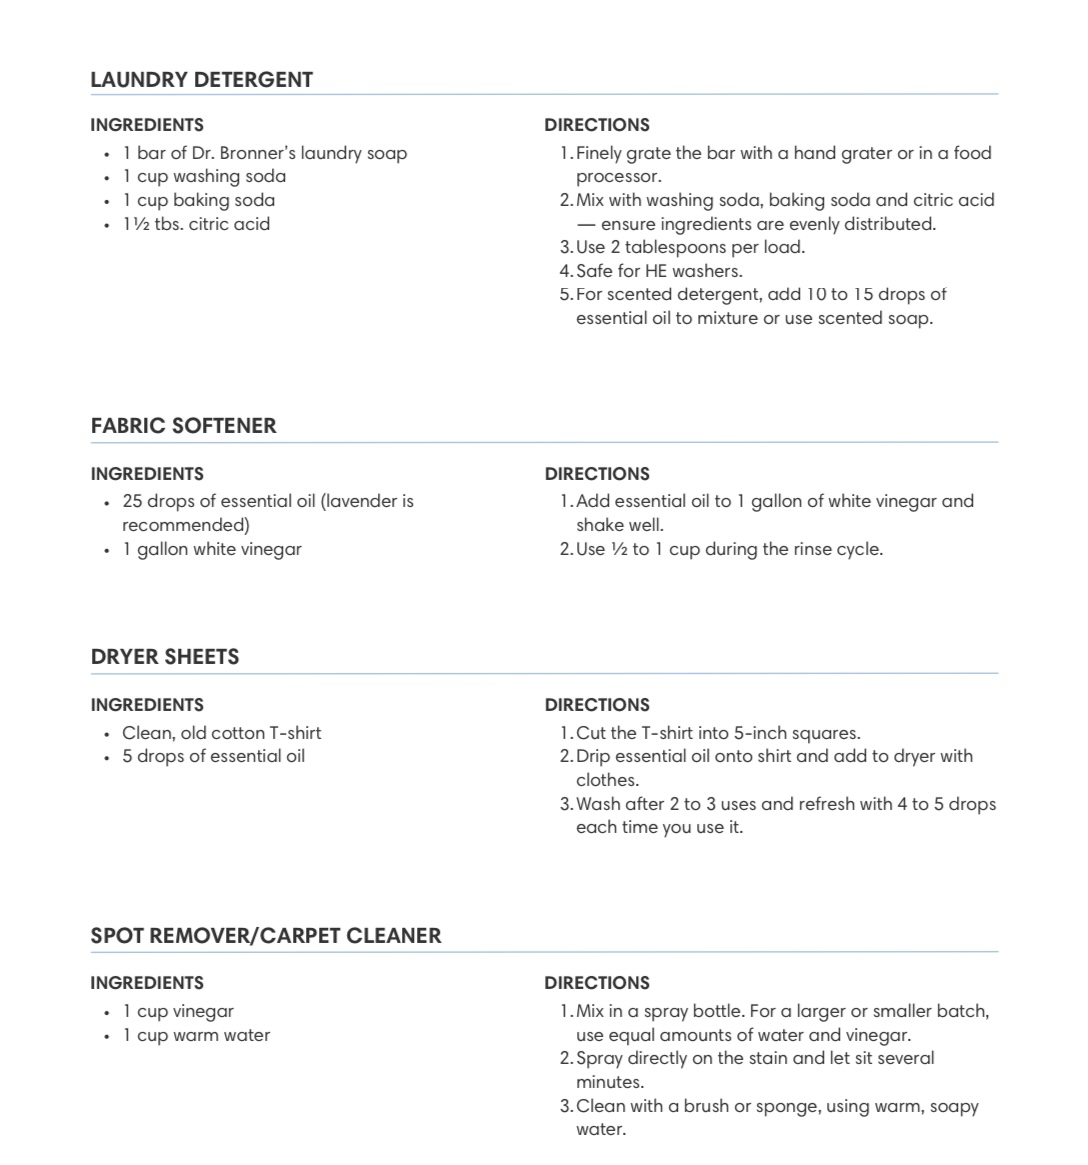 LAUNDRY DETERGENT
INGREDIENTS
• 1 bar of Dr. Bronner's laundry soap
• 1 cup washing soda
• 1 cup baking soda
• 1½ tbs. citric acid
DIRECTIONS
1. Finely grate the bar with a hand grater or in a food
processor.
2. Mix with washing soda, baking soda and citric acid
— ensure ingredients are evenly distributed.
3. Use 2 tablespoons per load.
4. Safe for HE washers.
5. For scented detergent, add 10 to 15 drops of
essential oil to mixture or use scented soap.
FABRIC SOFTENER
INGREDIENTS
• 25 drops of essential oil (lavender is
recommended)
• 1 gallon white vinegar
DIRECTIONS
1. Add essential oil to 1 gallon of white vinegar and
shake well.
2. Use ½ to 1 cup during the rinse cycle.
DRYER SHEETS
INGREDIENTS
• Clean, old cotton T-shirt
• 5 drops of essential oil
DIRECTIONS
1. Cut the T-shirt into 5-inch squares.
2. Drip essential oil onto shirt and add to dryer with
clothes.
3. Wash after 2 to 3 uses and refresh with 4 to 5 drops
each time you use it.
SPOT REMOVER/CARPET CLEANER
INGREDIENTS
• 1 cup vinegar
• 1 cup warm water
DIRECTIONS
1. Mix in a spray bottle. For a larger or smaller batch,
use equal amounts of water and vinegar.
2. Spray directly on the stain and let sit several
minutes.
3. Clean with a brush or sponge, using warm, soapy
water.